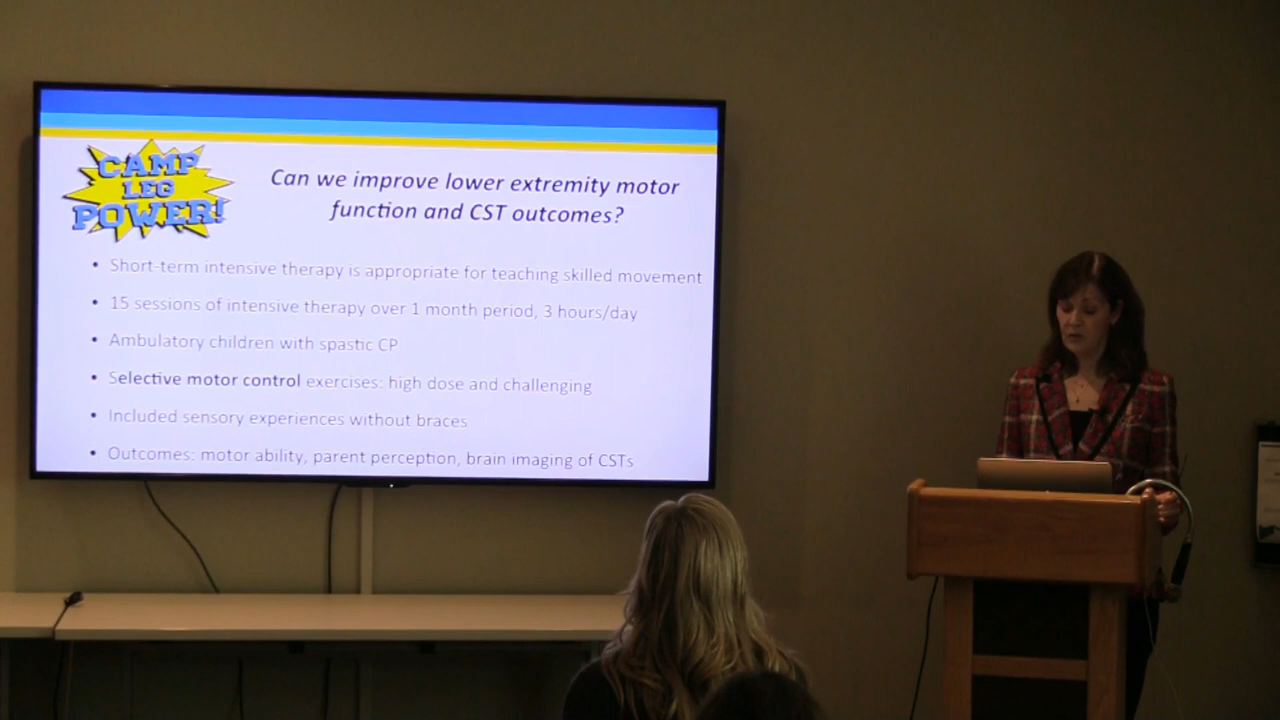 CAMP
LEG
POWER!
Can we improve lower extremity motor
function and CST outcomes?
• Short-term intensive therapy is appropriate for teaching skilled movement
• 15 sessions of intensive therapy over 1 month period, 3 hours/day
• Ambulatory children with spastic CP
• Selective motor control exercises: high dose and challenging
• Included sensory experiences without braces
• Outcomes: motor ability, parent perception, brain imaging of CSTs